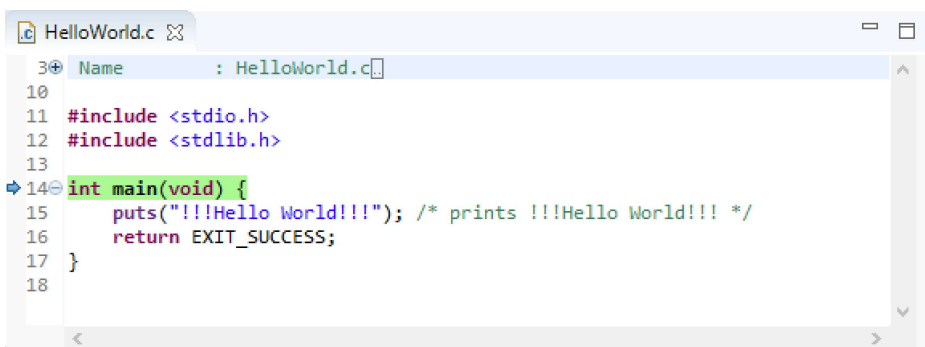 HelloWorld.c
3 Name : HelloWorld.c
10
11 #include <stdio.h>
12 #include <stdlib.h>
13
14 int main(void) {
15 puts("!!!Hello World!!!"); /* prints !!!Hello World!!! */
16 return EXIT_SUCCESS;
17 }
18